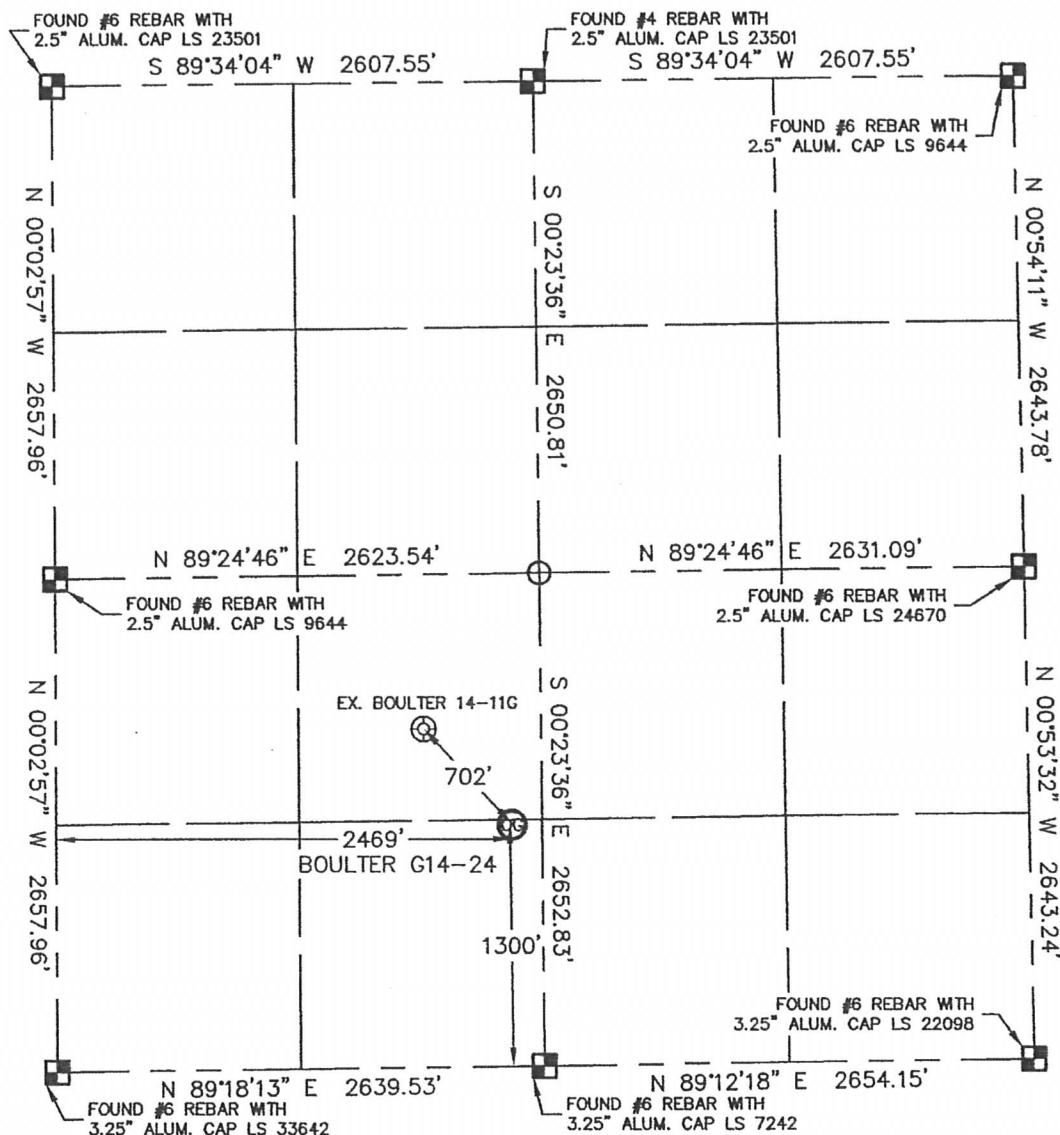 FOUND #6 REBAR WITH
2.5" ALUM. CAP LS 23501
FOUND #4 REBAR WITH
2.5" ALUM. CAP LS 23501
S 89°34'04" W 2607.55'
S 89°34'04" W 2607.55'
FOUND #6 REBAR WITH
2.5" ALUM. CAP LS 9644
N 00°02'57" W 2657.96'
S 00°23'36" E 2650.81'
N 00°54'11" W 2643.78'
N 89°24'46" E 2623.54'
N 89°24'46" E 2631.09'
FOUND #6 REBAR WITH
2.5" ALUM. CAP LS 9644
FOUND #6 REBAR WITH
2.5" ALUM. CAP LS 24670
N 00°02'57" W 2657.96'
EX. BOULTER 14-11G
702'
S 00°23'36" E 2652.83'
N 00°53'32" W 2643.24'
OG
2469'
BOULTER G14-24
1300'
FOUND #6 REBAR WITH
3.25" ALUM. CAP LS 22098
N 89°18'13" E 2639.53'
N 89°12'18" E 2654.15'
FOUND #6 REBAR WITH
3.25" ALUM. CAP LS 33642
FOUND #6 REBAR WITH
3.25" ALUM. CAP LS 7242